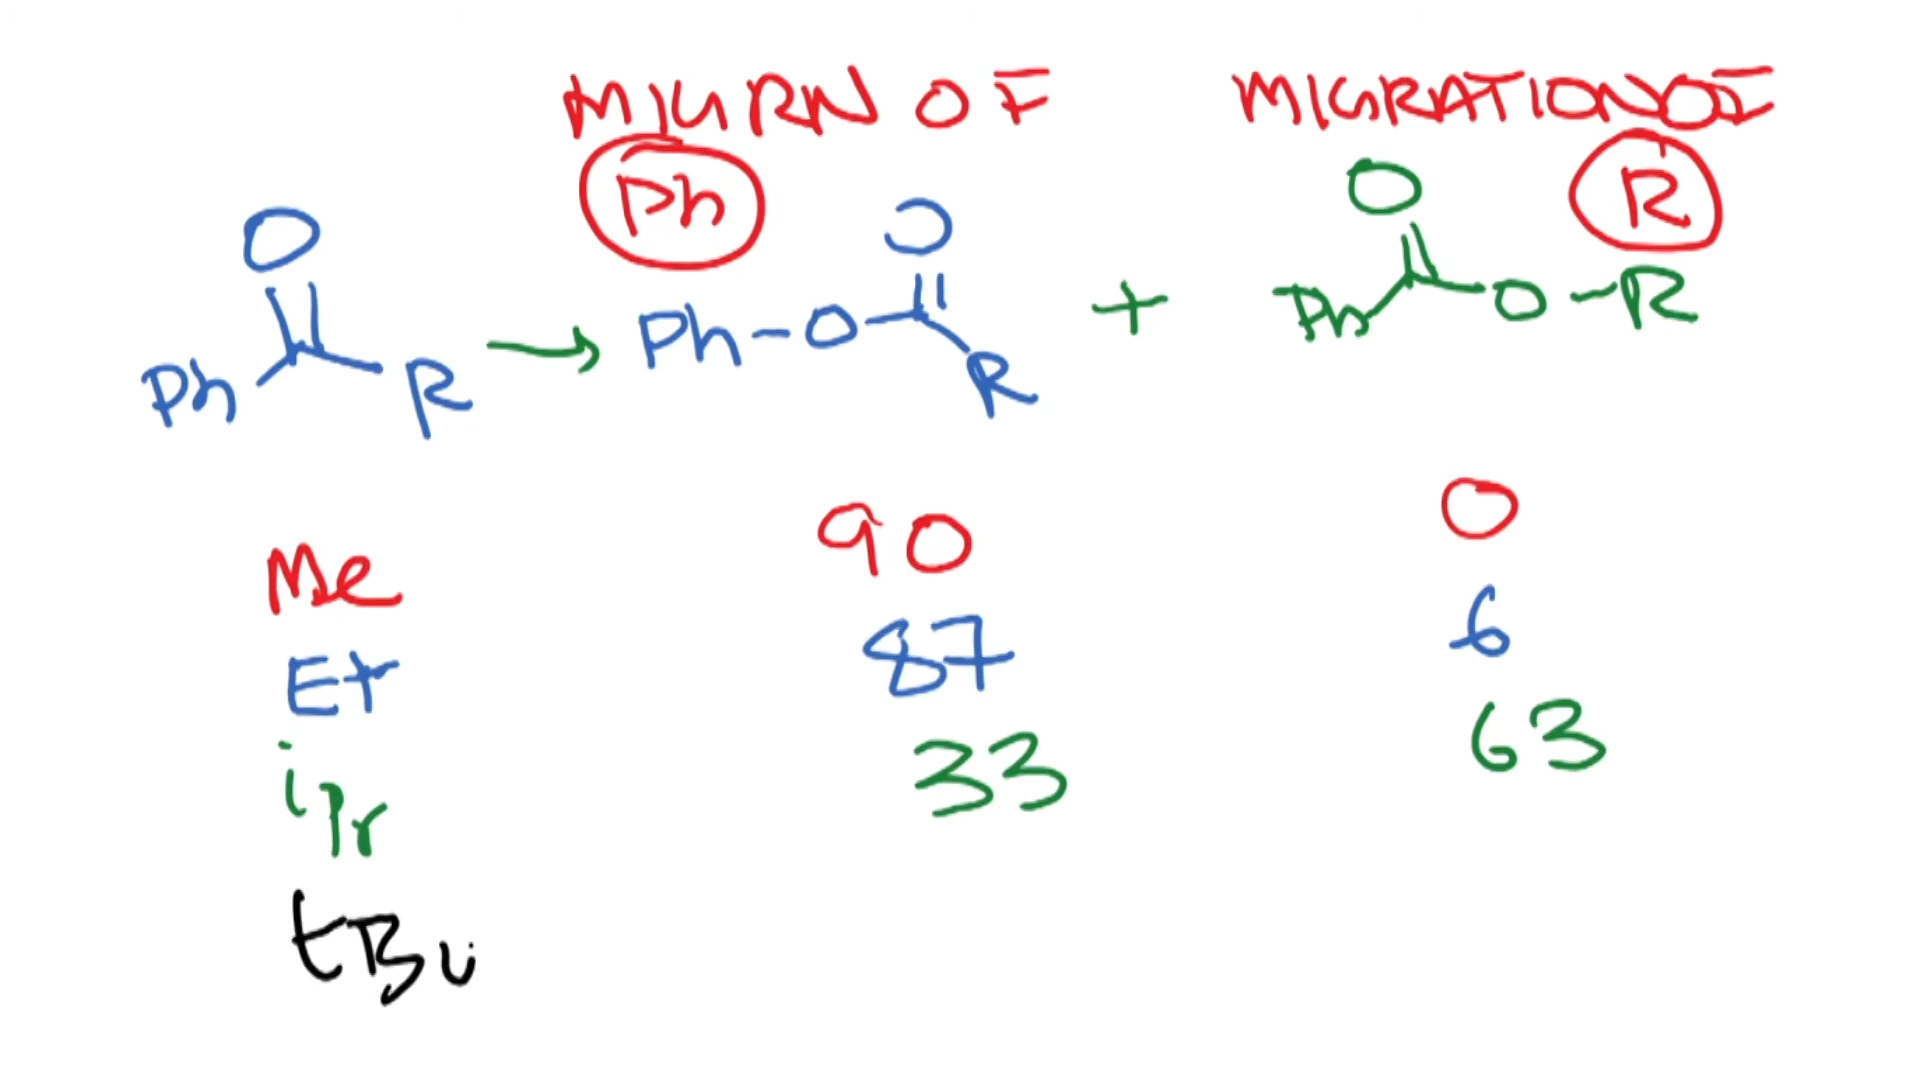 MIGRN OF MIGRATION OF
Ph R
O O O
Ph R Ph-O R + Ph O-R
Me 90 0
Et 87 6
iPr 33 63
tBu